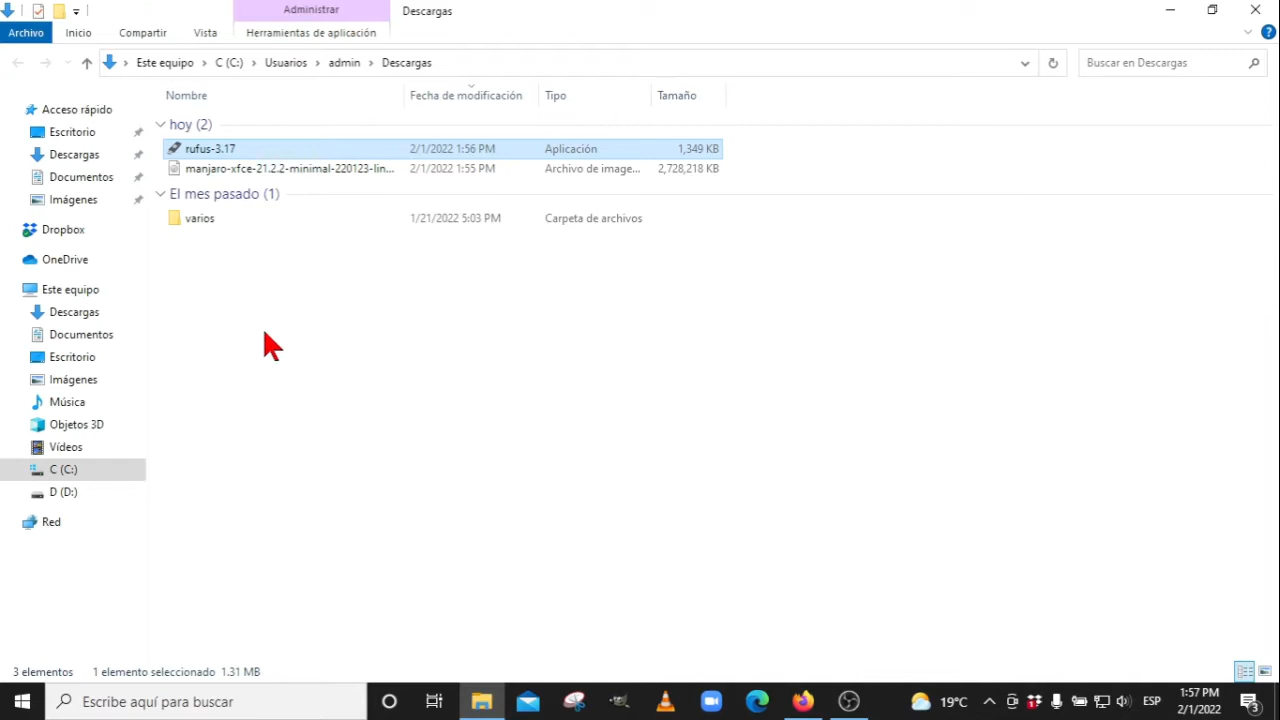 Administrar
Descargas
Archivo
Inicio
Compartir
Vista
Herramientas de aplicación
Este equipo
C (C:)
Usuarios
admin
Descargas
Buscar en Descargas
Nombre
Fecha de modificación
Tipo
Tamaño
hoy (2)
rufus-3.17
2/1/2022 1:56 PM
Aplicación
1,349 KB
manjaro-xfce-21.2.2-minimal-220123-lin...
2/1/2022 1:55 PM
Archivo de image...
2,728,218 KB
El mes pasado (1)
varios
1/21/2022 5:03 PM
Carpeta de archivos
Acceso rápido
Escritorio
Descargas
Documentos
Imágenes
Dropbox
OneDrive
Este equipo
Descargas
Documentos
Escritorio
Imágenes
Música
Objetos 3D
Vídeos
C (C:)
D (D:)
Red
3 elementos
1 elemento seleccionado 1.31 MB
Escribe aquí para buscar
19°C
ESP
1:57 PM
2/1/2022
3